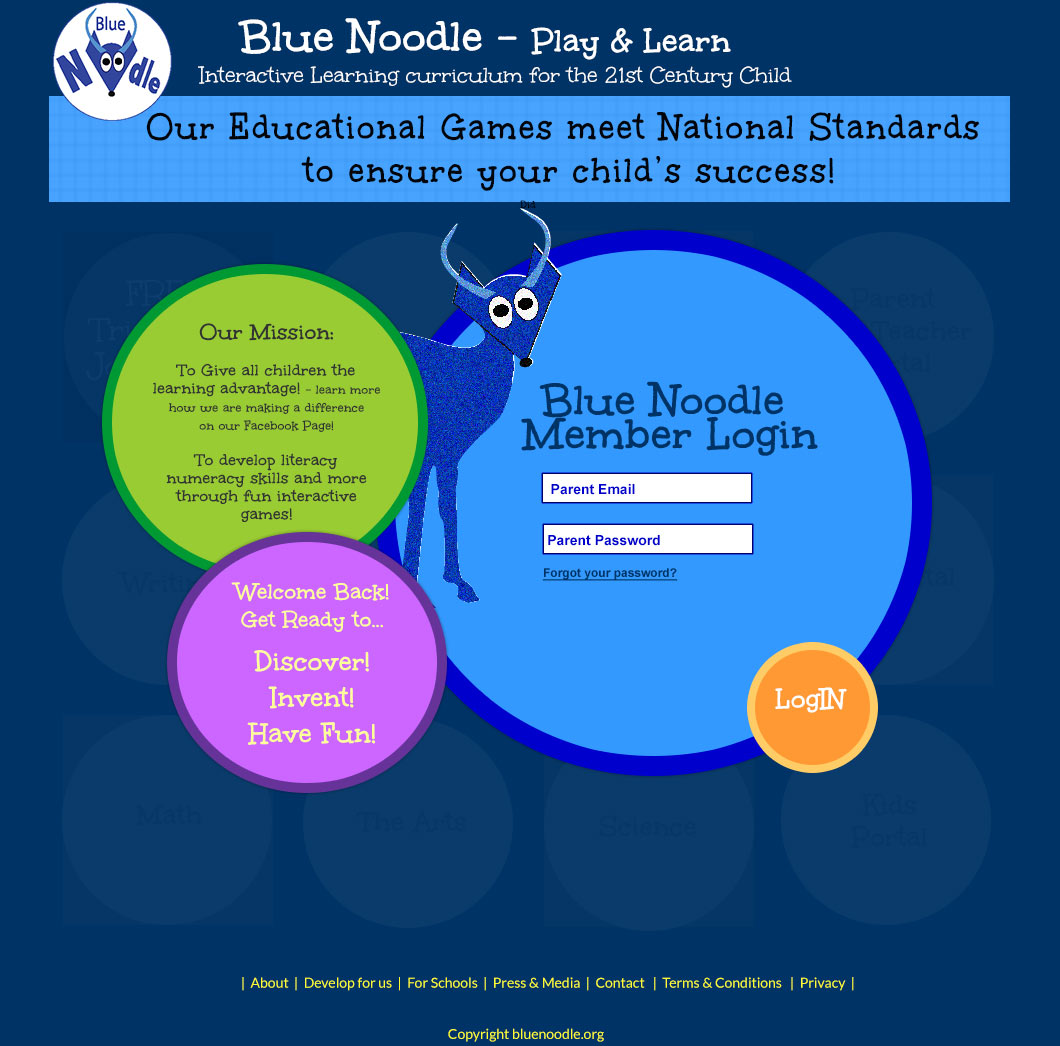 Blue
Noodle
Blue Noodle - Play & Learn
Interactive Learning curriculum for the 21st Century Child
Our Educational Games meet National Standards
to ensure your child's success!
Our Mission:
To Give all children the
learning advantage! - learn more
how we are making a difference
on our Facebook Page!
To develop literacy
numeracy skills and more
through fun interactive
games!
Welcome Back!
Get Ready to...
Discover!
Invent!
Have Fun!
Blue Noodle
Member Login
Parent Email
Parent Password
Forgot your password?
LogIN
Parent
Teacher
Math
The Arts
Science
Kids
Portal
| About | Develop for us | For Schools | Press & Media | Contact | Terms & Conditions | Privacy |
Copyright bluenoodle.org